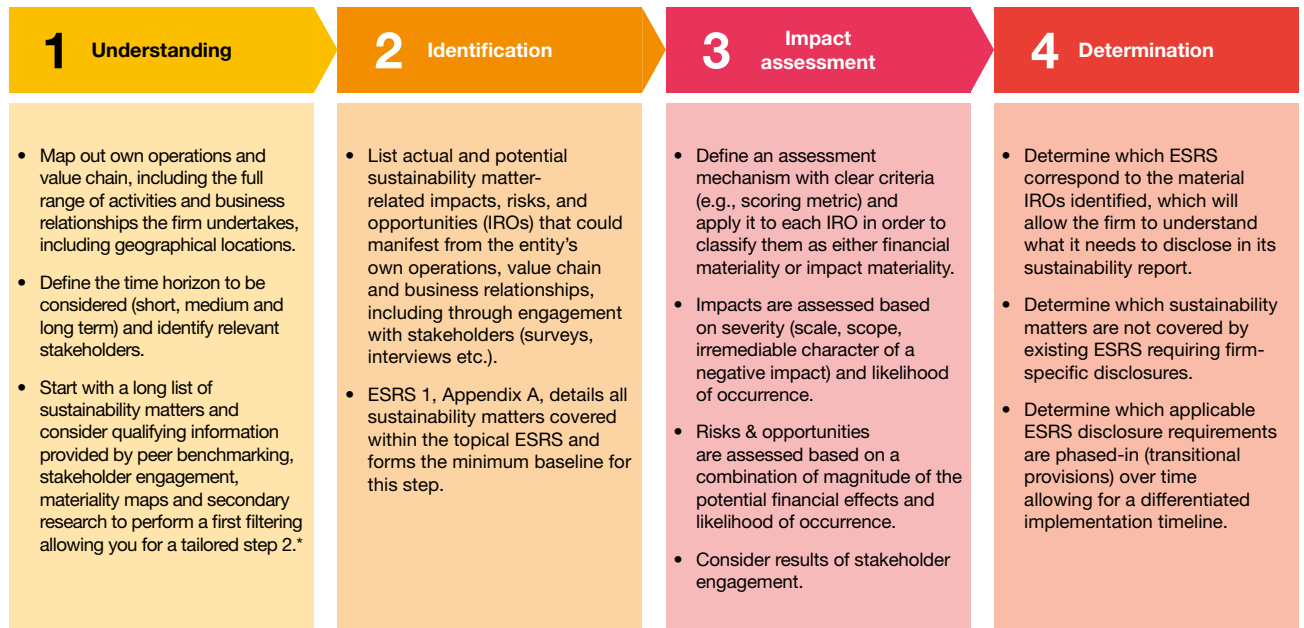 1 Understanding
• Map out own operations and
value chain, including the full
range of activities and business
relationships the firm undertakes,
including geographical locations.
• Define the time horizon to be
considered (short, medium and
long term) and identify relevant
stakeholders.
• Start with a long list of
sustainability matters and
consider qualifying information
provided by peer benchmarking,
stakeholder engagement,
materiality maps and secondary
research to perform a first filtering
allowing you for a tailored step 2.*
2 Identification
• List actual and potential
sustainability matter-
related impacts, risks, and
opportunities (IROs) that could
manifest from the entity’s
own operations, value chain
and business relationships,
including through engagement
with stakeholders (surveys,
interviews etc.).
• ESRS 1, Appendix A, details all
sustainability matters covered
within the topical ESRS and
forms the minimum baseline for
this step.
3 Impact
assessment
• Define an assessment
mechanism with clear criteria
(e.g., scoring metric) and
apply it to each IRO in order to
classify them as either financial
materiality or impact materiality.
• Impacts are assessed based
on severity (scale, scope,
irremediable character of a
negative impact) and likelihood
of occurrence.
• Risks & opportunities
are assessed based on a
combination of magnitude of the
potential financial effects and
likelihood of occurrence.
• Consider results of stakeholder
engagement.
4 Determination
• Determine which ESRS
correspond to the material
IROs identified, which will
allow the firm to understand
what it needs to disclose in its
sustainability report.
• Determine which sustainability
matters are not covered by
existing ESRS requiring firm-
specific disclosures.
• Determine which applicable
ESRS disclosure requirements
are phased-in (transitional
provisions) over time
allowing for a differentiated
implementation timeline.